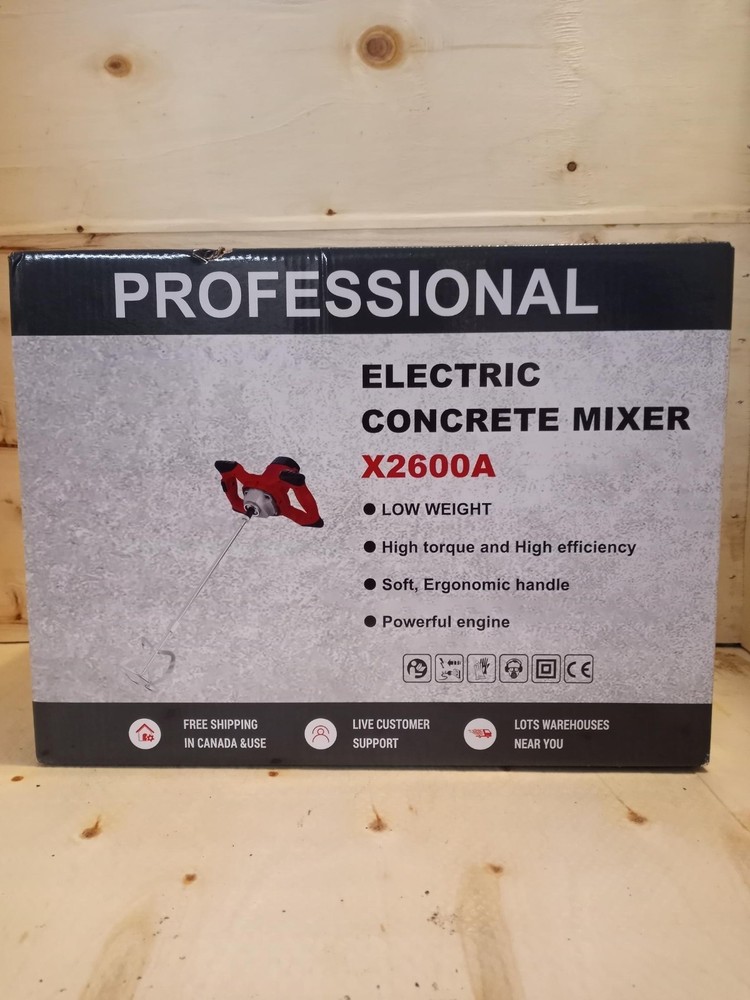 PROFESSIONAL
ELECTRIC
CONCRETE MIXER
X2600A
● LOW WEIGHT
● High torque and High efficiency
● Soft, Ergonomic handle
● Powerful engine
CE
FREE SHIPPING
IN CANADA &USE
LIVE CUSTOMER
SUPPORT
LOTS WAREHOUSES
NEAR YOU